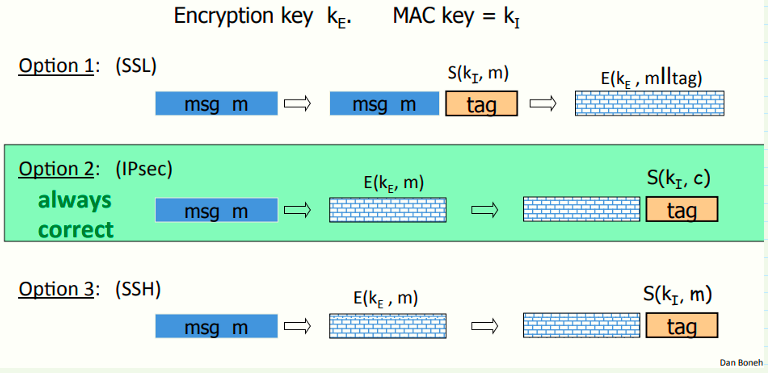 Encryption key k_E. MAC key = k_I
Option 1: (SSL)
S(k_I, m)
E(k_E , m‖tag)
msg m
msg m
tag
Option 2: (IPsec)
always
correct
E(k_E, m)
S(k_I, c)
msg m
tag
Option 3: (SSH)
E(k_E , m)
S(k_I, m)
msg m
tag
Dan Boneh